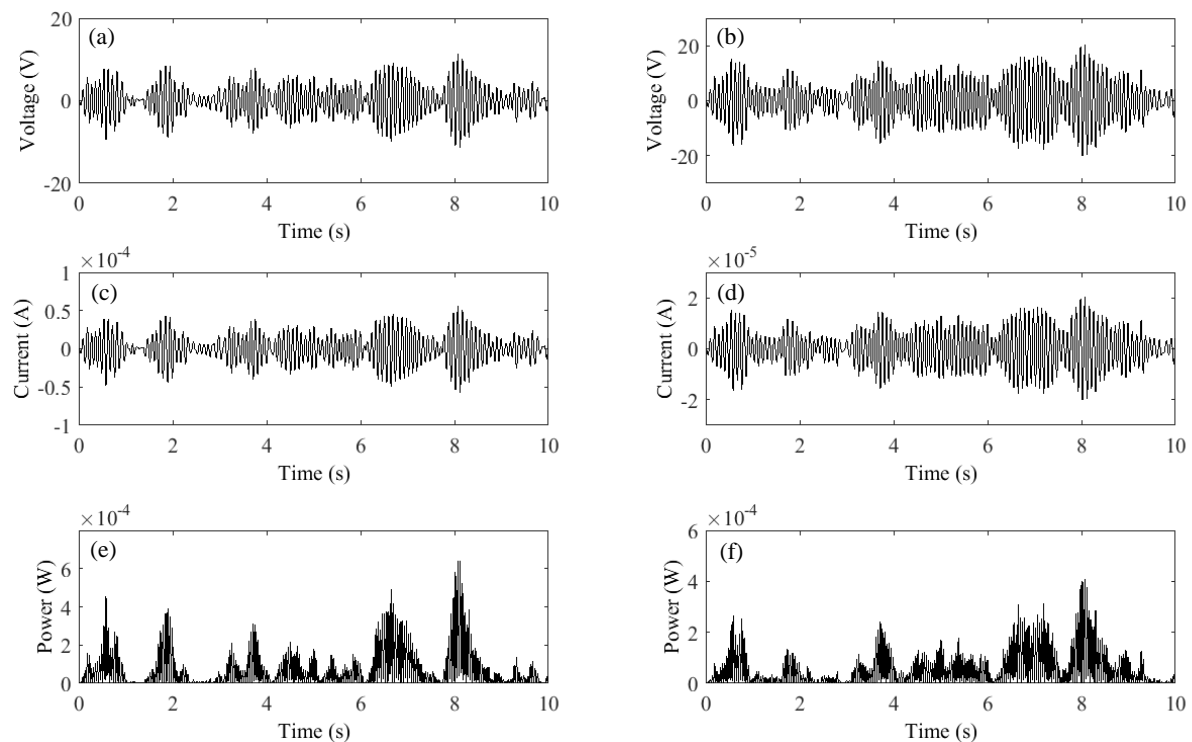 20
0
-20
Voltage (V)
(a)
0 2 4 6 8 10
Time (s)
20
0
-20
Voltage (V)
(b)
0 2 4 6 8 10
Time (s)
×10-4
1
0.5
0
-0.5
-1
Current (A)
(c)
0 2 4 6 8 10
Time (s)
×10-5
2
0
-2
Current (A)
(d)
0 2 4 6 8 10
Time (s)
×10-4
6
4
2
0
Power (W)
(e)
0 2 4 6 8 10
Time (s)
×10-4
6
4
2
0
Power (W)
(f)
0 2 4 6 8 10
Time (s)